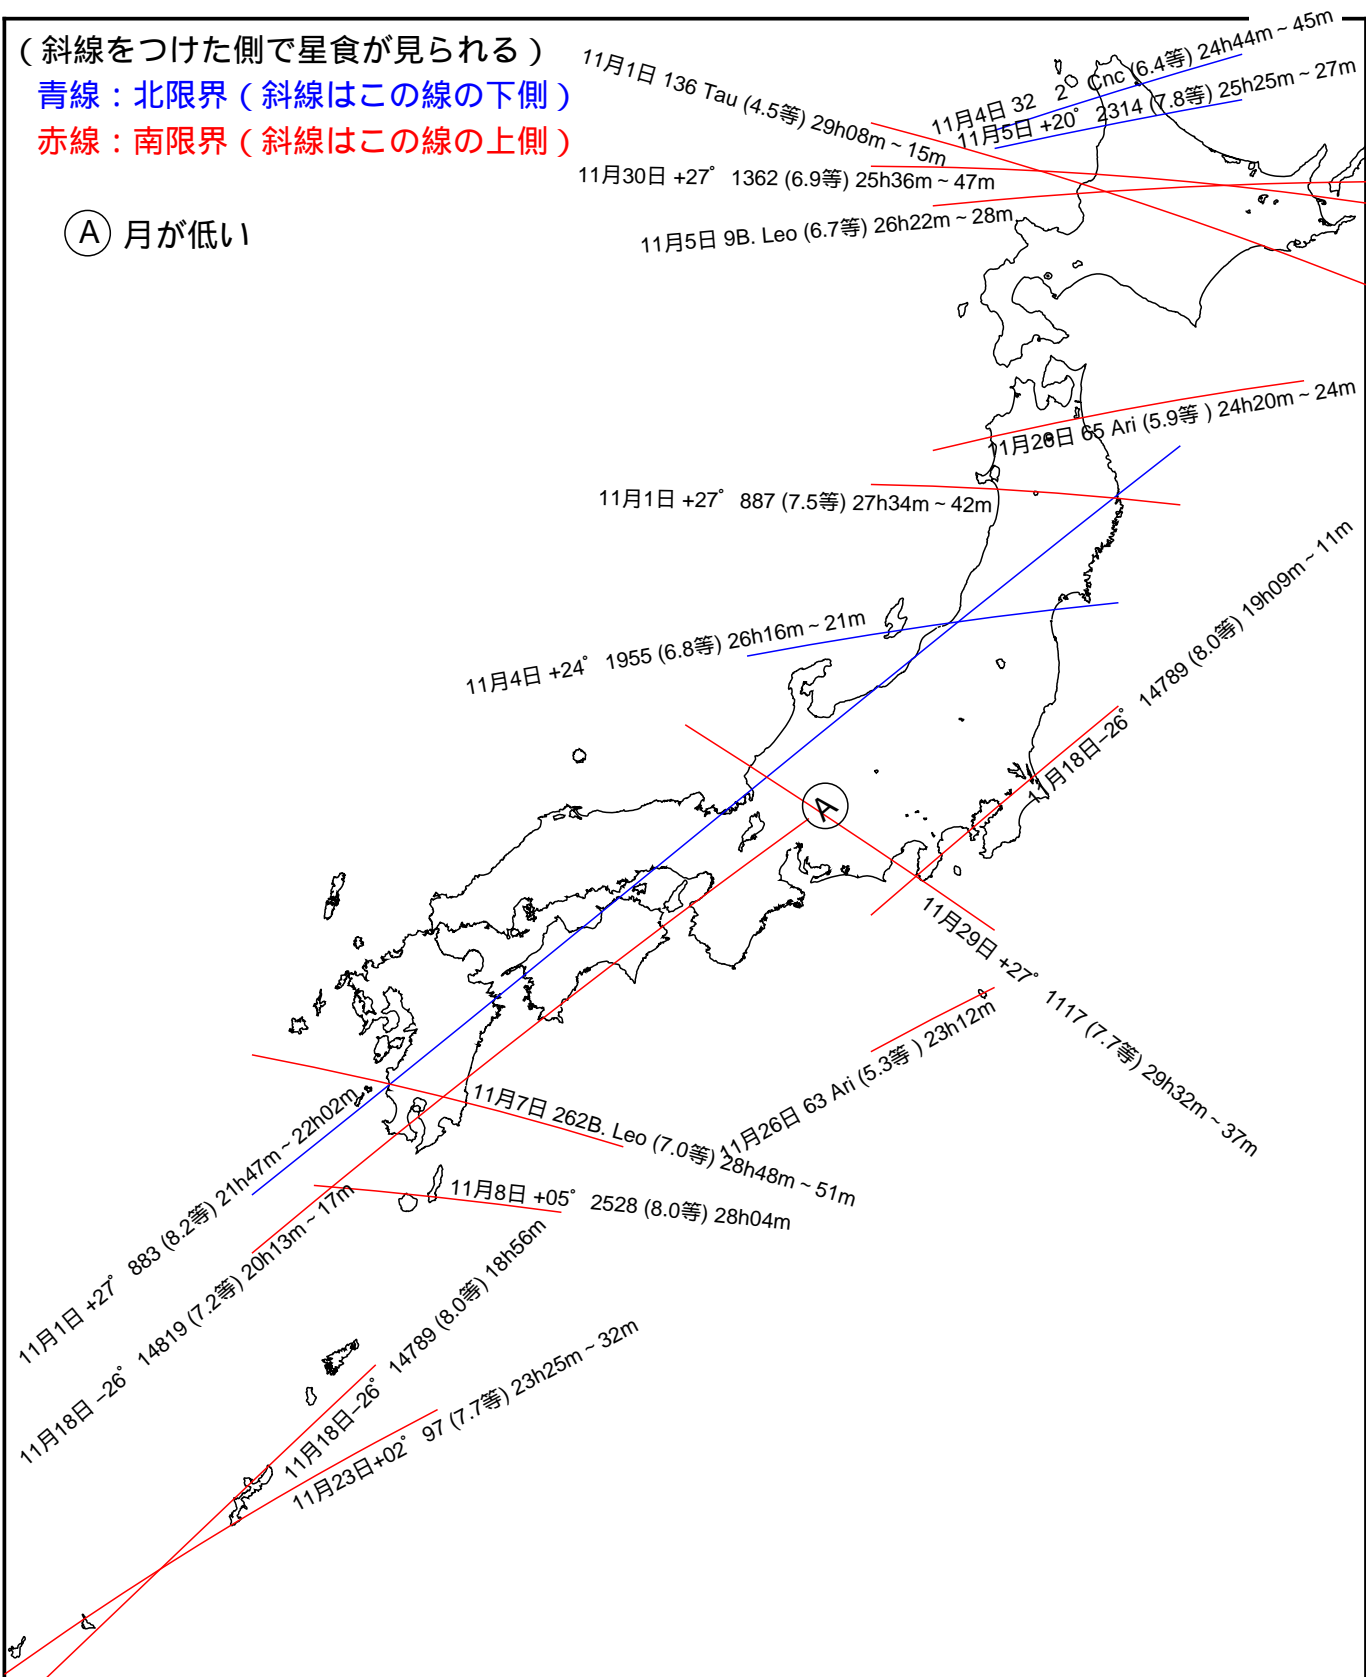 (斜線をつけた側で星食が見られる)
青線：北限界(斜線はこの線の下側)
赤線：南限界(斜線はこの線の上側)
A 月が低い
11月1日 136 Tau (4.5等) 29h08m ~ 15m
11月4日 32 2° Cnc (6.4等) 24h44m ~ 45m
11月5日 +20° 2314 (7.8等) 25h25m ~ 27m
11月30日 +27° 1362 (6.9等) 25h36m ~ 47m
11月5日 9B. Leo (6.7等) 26h22m ~ 28m
11月26日 65 Ari (5.9等 ) 24h20m ~ 24m
11月1日 +27° 887 (7.5等) 27h34m ~ 42m
11月4日 +24° 1955 (6.8等) 26h16m ~ 21m
11月18日−26° 14789 (8.0等) 19h09m ~ 11m
A
11月29日 +27° 1117 (7.7等) 29h32m ~ 37m
11月26日 63 Ari (5.3等 ) 23h12m
11月7日 262B. Leo (7.0等) 28h48m ~ 51m
11月8日 +05° 2528 (8.0等) 28h04m
11月1日 +27° 883 (8.2等) 21h47m ~ 22h02m
11月18日 −26° 14819 (7.2等) 20h13m ~ 17m
11月18日−26° 14789 (8.0等) 18h56m
11月23日+02° 97 (7.7等) 23h25m ~ 32m